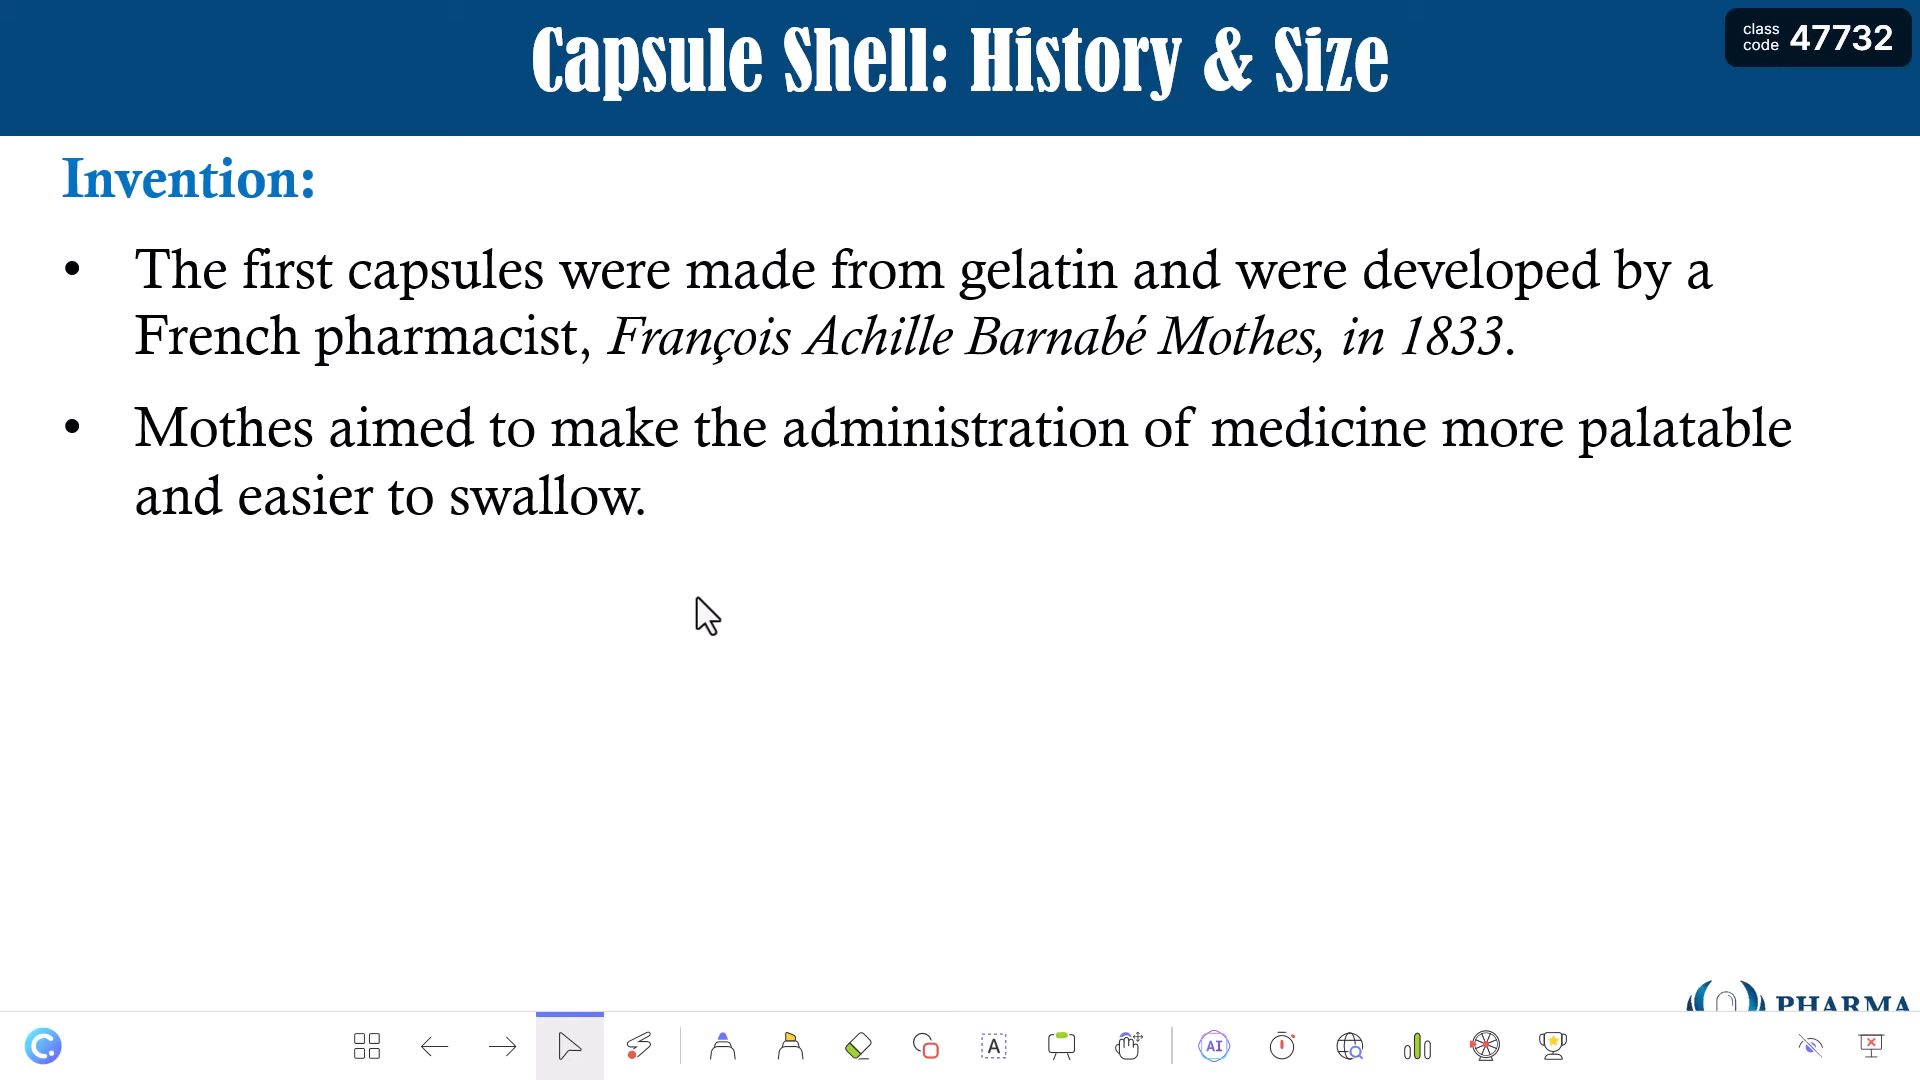 Capsule Shell: History & Size
class code 47732
Invention:
• The first capsules were made from gelatin and were developed by a
French pharmacist, François Achille Barnabé Mothes, in 1833.
• Mothes aimed to make the administration of medicine more palatable
and easier to swallow.
PHARMA
A
AI